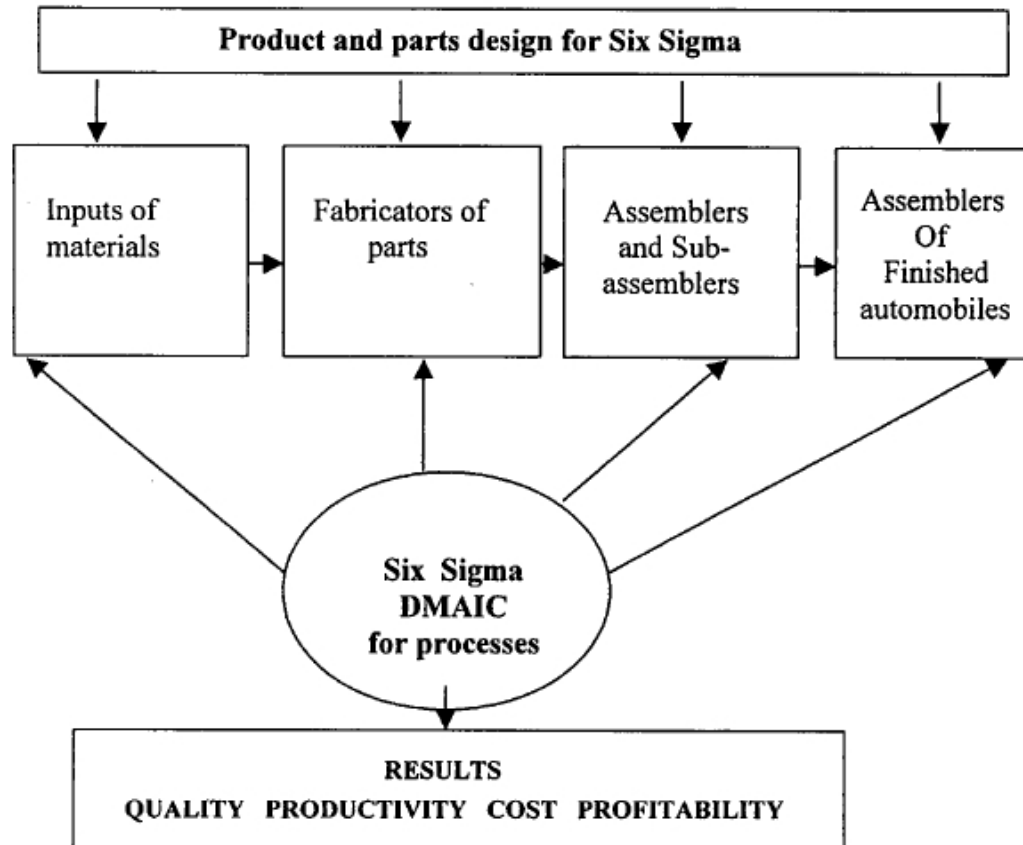 Product and parts design for Six Sigma
Inputs of
materials
Fabricators of
parts
Assemblers
and Sub-
assemblers
Assemblers
Of
Finished
automobiles
Six Sigma
DMAIC
for processes
RESULTS
QUALITY PRODUCTIVITY COST PROFITABILITY